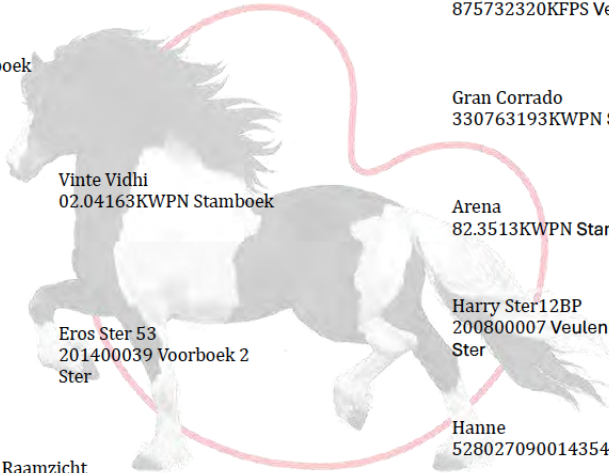 875732320KFPS
Gran Corrado
330763193KWPN
Vinte Vidhi
02.04163KWPN Stamboek
Arena
82.3513KWPN
Harry Ster12BP
200800007 Veulen
Ster
Eros Ster 53
201400039 Voorboek 2
Ster
Hanne
528027090014354
Raamzicht